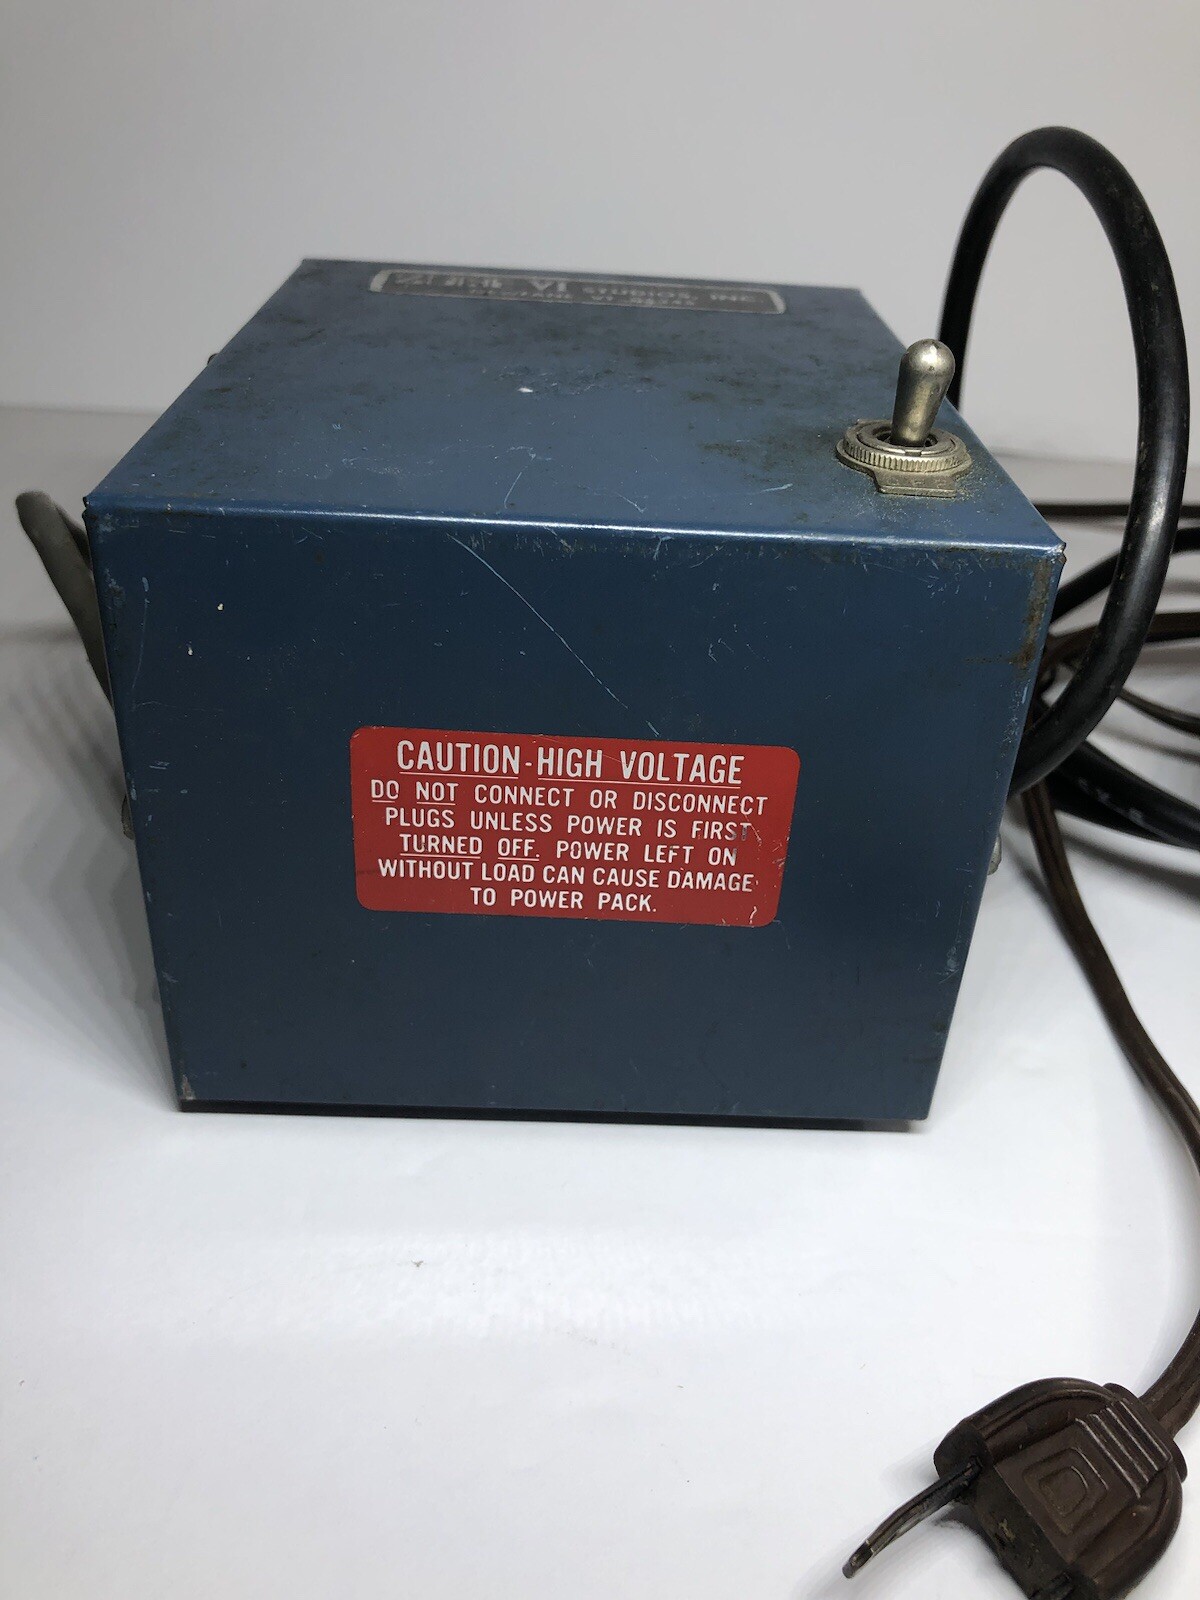 VI STUDIOS, INC.
CAUTION - HIGH VOLTAGE
DO NOT CONNECT OR DISCONNECT
PLUGS UNLESS POWER IS FIRST
TURNED OFF. POWER LEFT ON
WITHOUT LOAD CAN CAUSE DAMAGE
TO POWER PACK.